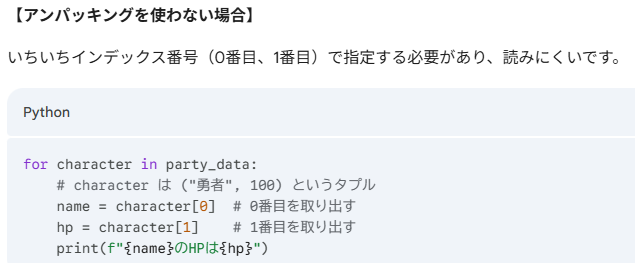 【アンパッキングを使わない場合】
いちいちインデックス番号（0番目、1番目）で指定する必要があり、読みにくいです。
Python
for character in party_data:
    # character は ("勇者", 100) というタプル
    name = character[0]  # 0番目を取り出す
    hp = character[1]    # 1番目を取り出す
    print(f"{name}のHPは{hp}")